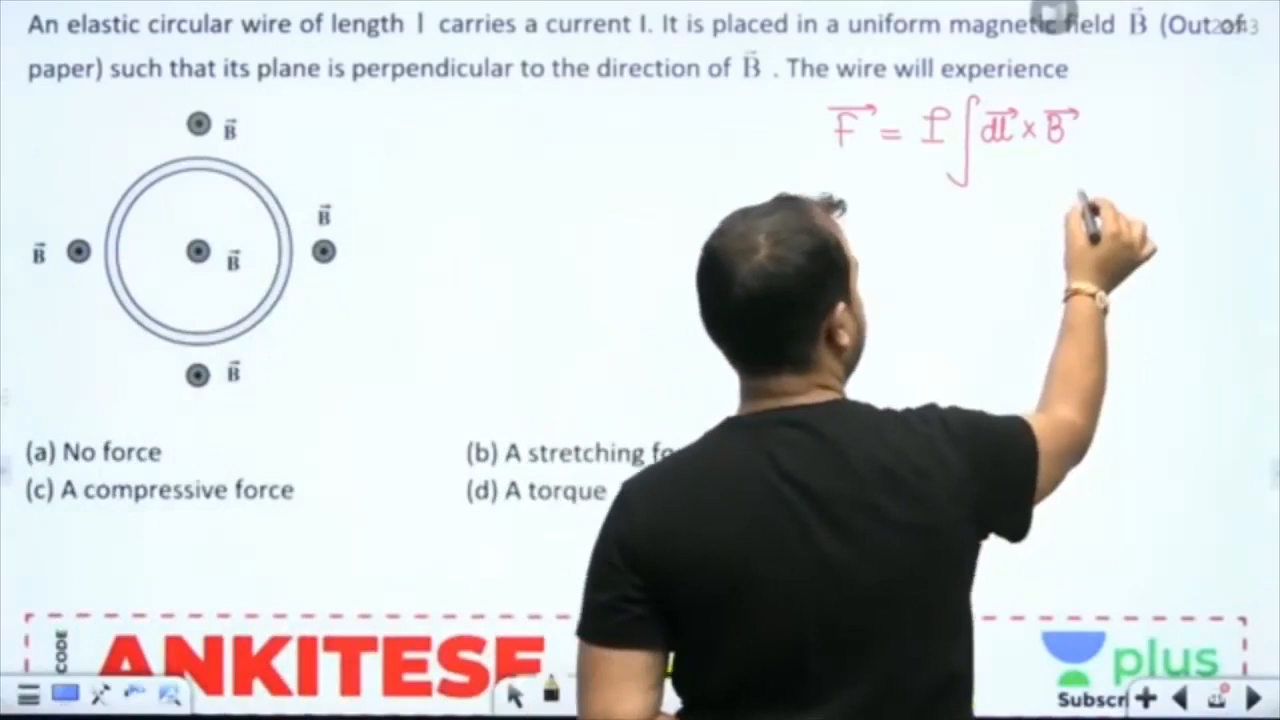 An elastic circular wire of length l carries a current I. It is placed in a uniform magnetic field B⃗ (Out of
paper) such that its plane is perpendicular to the direction of B⃗ . The wire will experience
F⃗ = I∫dl⃗ × B⃗
B⃗
B⃗
B⃗
B⃗
B⃗
(a) No force
(b) A stretching
(c) A compressive force
(d) A torque
CODE
ANKITESE
plus
Subscri